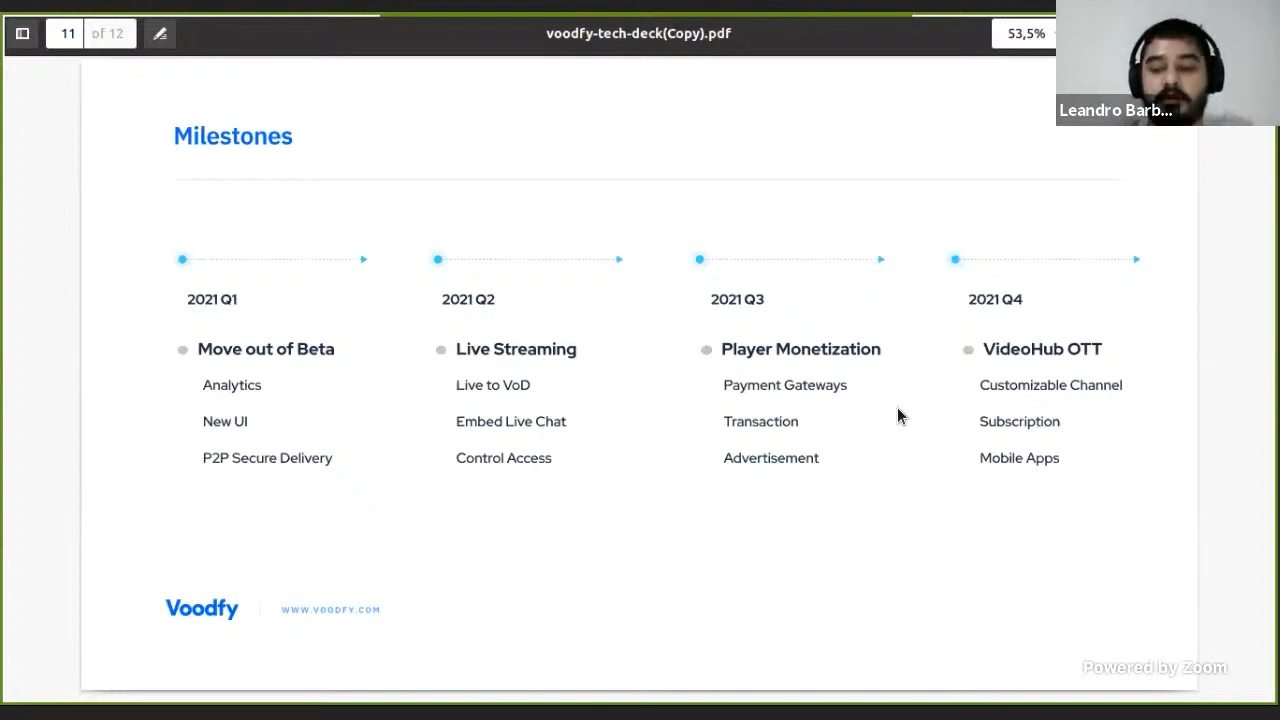 11 of 12
voodfy-tech-deck(Copy).pdf
53,5%
Leandro Barb...
Milestones
2021 Q1
2021 Q2
2021 Q3
2021 Q4
Move out of Beta
Live Streaming
Player Monetization
VideoHub OTT
Analytics
Live to VoD
Payment Gateways
Customizable Channel
New UI
Embed Live Chat
Transaction
Subscription
P2P Secure Delivery
Control Access
Advertisement
Mobile Apps
Voodfy
WWW.VOODFY.COM
Powered by Zoom